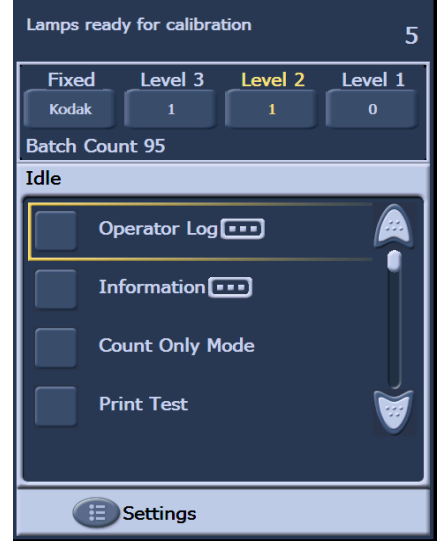 Lamps ready for calibration
5
Fixed Level 3 Level 2 Level 1
Kodak 1 1 0
Batch Count 95
Idle
Operator Log
Information
Count Only Mode
Print Test
Settings